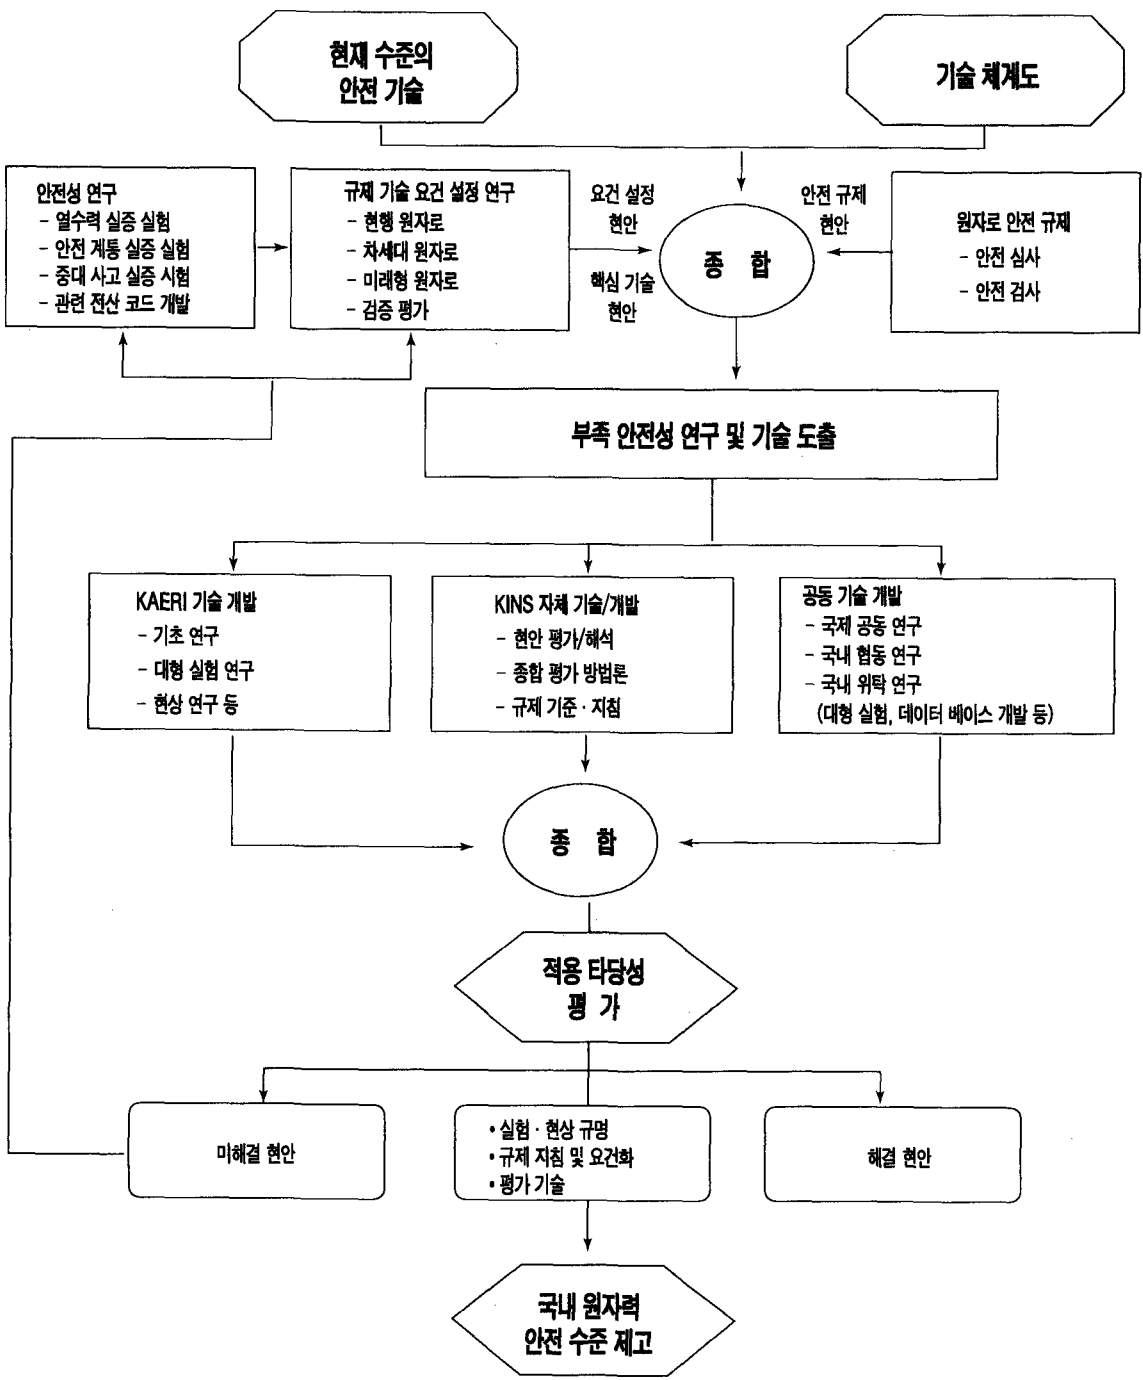 현재 수준의
안전 기술
기술 체계도
안전성 연구
- 열수력 실증 실험
- 안전 계통 실증 실험
- 중대 사고 실증 시험
- 관련 전산 코드 개발
규제 기술 요건 설정 연구
- 현행 원자로
- 차세대 원자로
- 미래형 원자로
- 검증 평가
요건 설정
현안
핵심 기술
현안
종 합
안전 규제
현안
원자로 안전 규제
- 안전 심사
- 안전 검사
부족 안전성 연구 및 기술 도출
KAERI 기술 개발
- 기초 연구
- 대형 실험 연구
- 현상 연구 등
KINS 자체 기술/개발
- 현안 평가/해석
- 종합 평가 방법론
- 규제 기준 · 지침
공동 기술 개발
- 국제 공동 연구
- 국내 협동 연구
- 국내 위탁 연구
(대형 실험, 데이터 베이스 개발 등)
종 합
적용 타당성
평 가
미해결 현안
• 실험 · 현상 규명
• 규제 지침 및 요건화
• 평가 기술
해결 현안
국내 원자력
안전 수준 제고